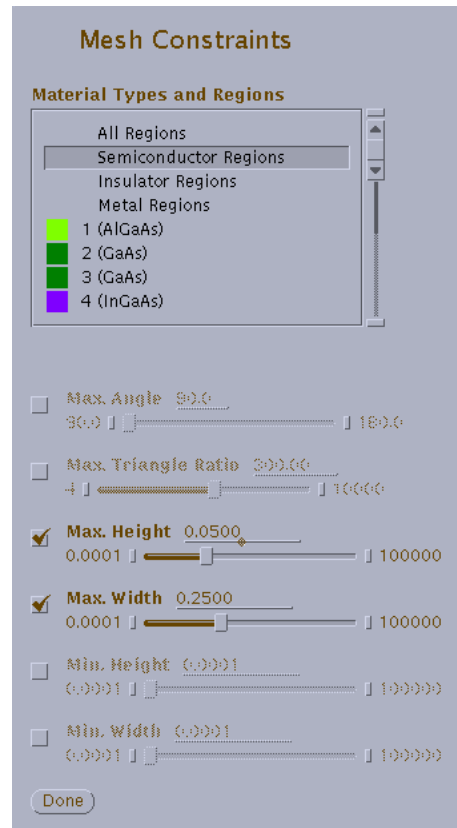 Mesh Constraints
Material Types and Regions
All Regions
Semiconductor Regions
Insulator Regions
Metal Regions
1 (AlGaAs)
2 (GaAs)
3 (GaAs)
4 (InGaAs)
Max. Angle 90.0
90.0 180.0
Max. Triangle Ratio 300.00
4 10000
Max. Height 0.0500
0.0001 100000
Max. Width 0.2500
0.0001 100000
Min. Height 0.0001
0.0001 100000
Min. Width 0.0001
0.0001 100000
Done